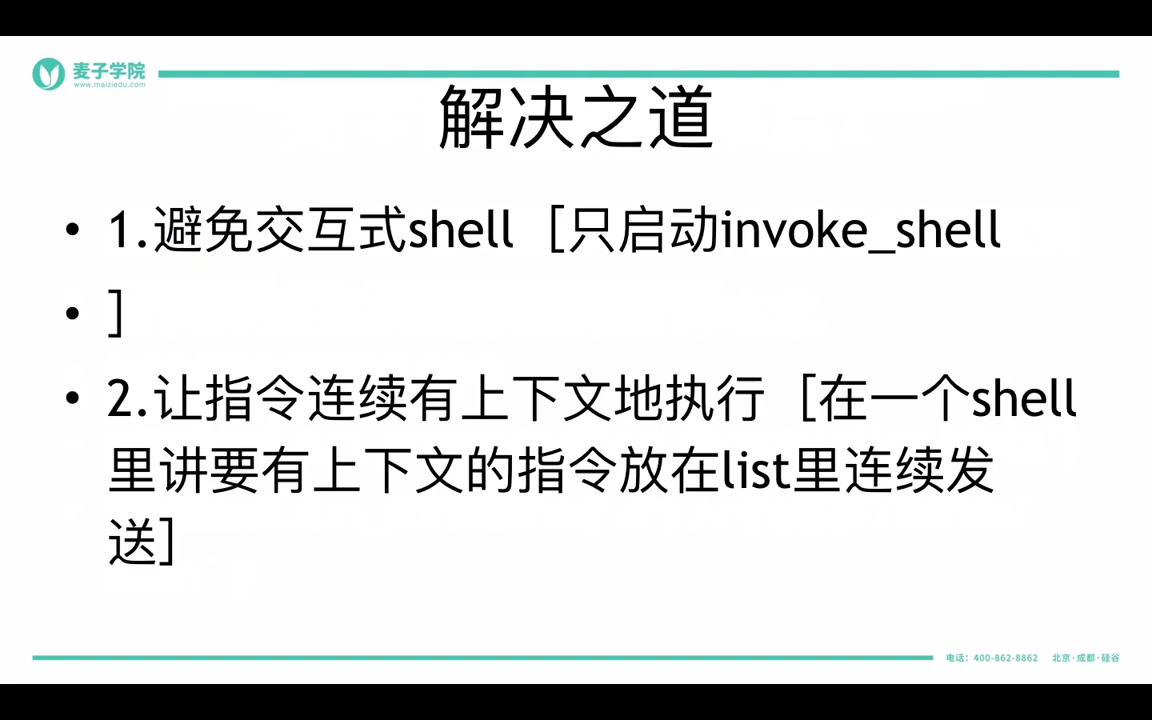 麦子学院
www.maiziedu.com
解决之道
• 1.避免交互式shell［只启动invoke_shell
• ］
• 2.让指令连续有上下文地执行［在一个shell
里讲要有上下文的指令放在list里连续发
送］
电话：400-862-8862 北京·成都·硅谷